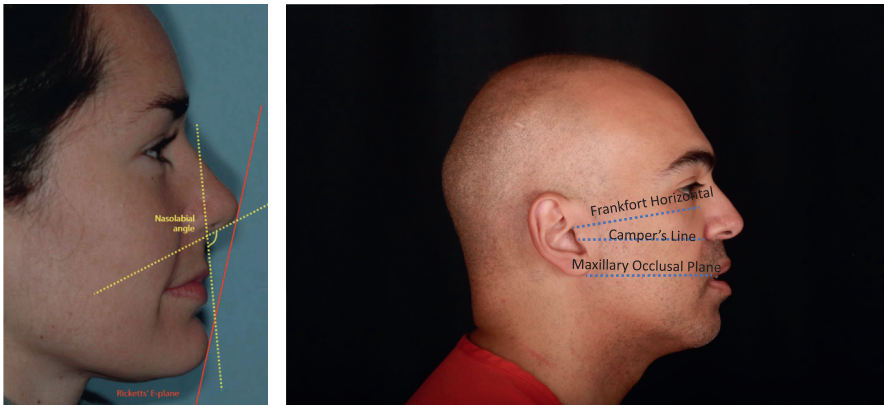 Nasolabial
angle
Ricketts' E-plane
Frankfort Horizontal
Camper's Line
Maxillary Occlusal Plane